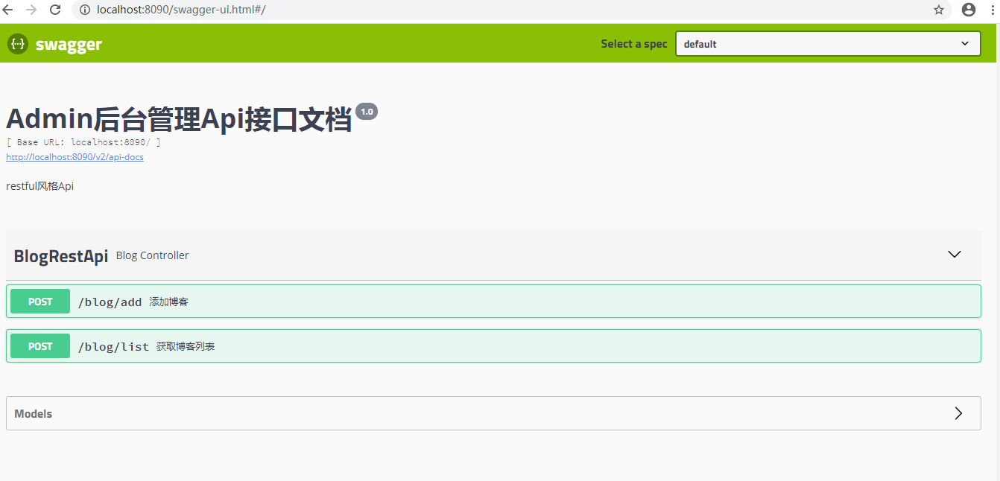 localhost:8090/swagger-ui.html#/
{··} swagger
Select a spec default
Admin后台管理Api接口文档 1.0
[ Base URL: localhost:8090/ ]
http://localhost:8090/v2/api-docs
restful风格Api
BlogRestApi Blog Controller
POST /blog/add 添加博客
POST /blog/list 获取博客列表
Models